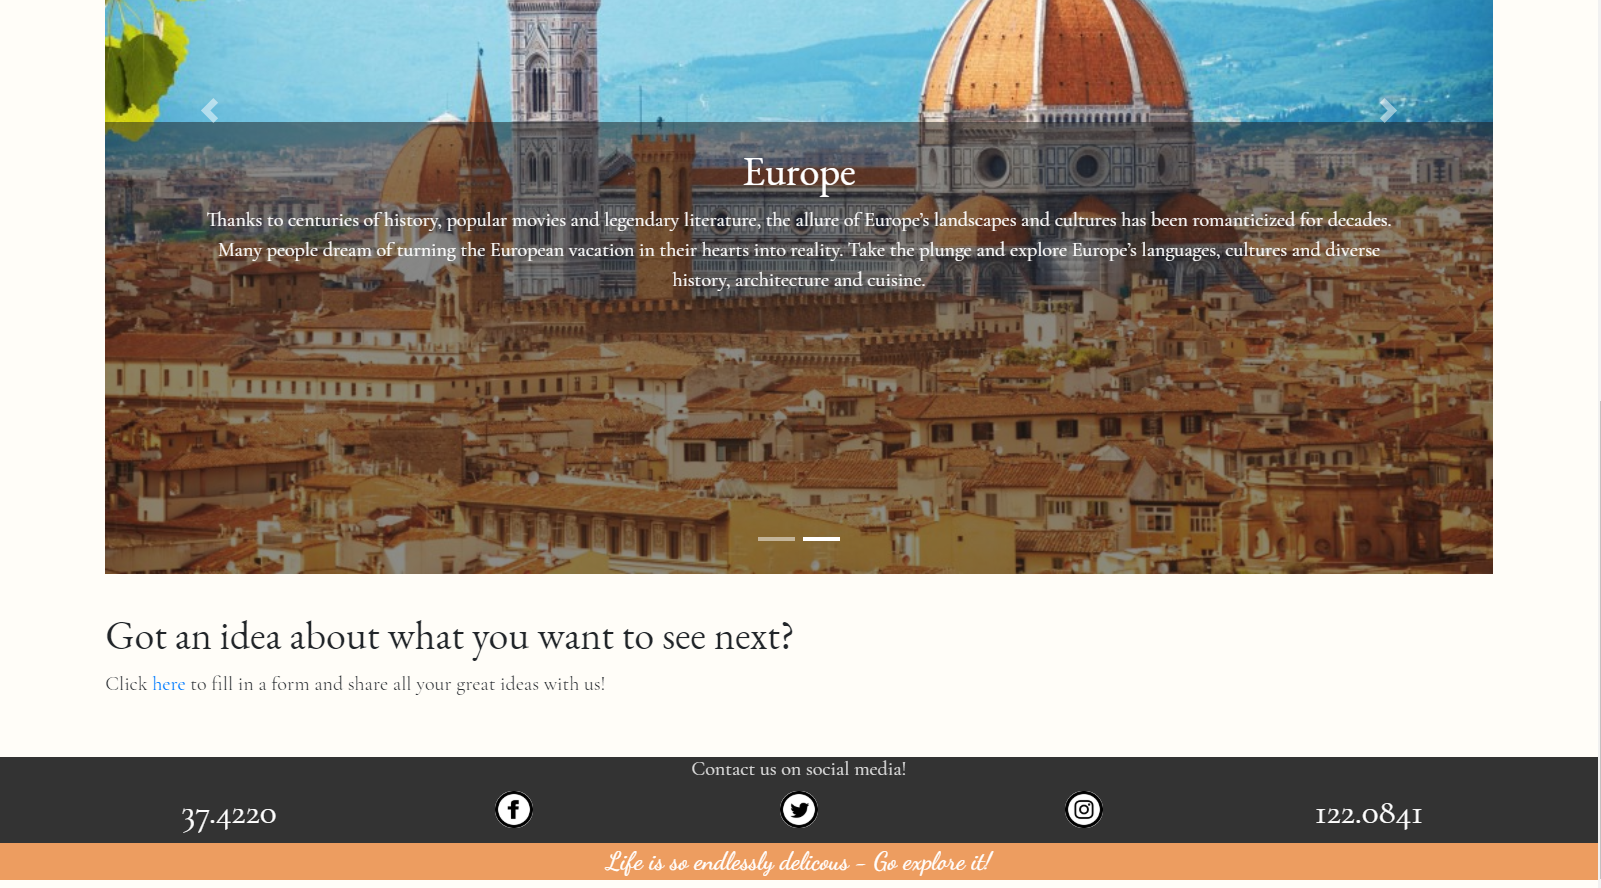 Europe
Thanks to centuries of history, popular movies and legendary literature, the allure of Europe's landscapes and cultures has been romanticized for decades.
Many people dream of turning the European vacation in their hearts into reality. Take the plunge and explore Europe's languages, cultures and diverse
history, architecture and cuisine.
Got an idea about what you want to see next?
Click here to fill in a form and share all your great ideas with us!
Contact us on social media!
37.4220 122.0841
Life is so endlessly delicous - Go explore it!